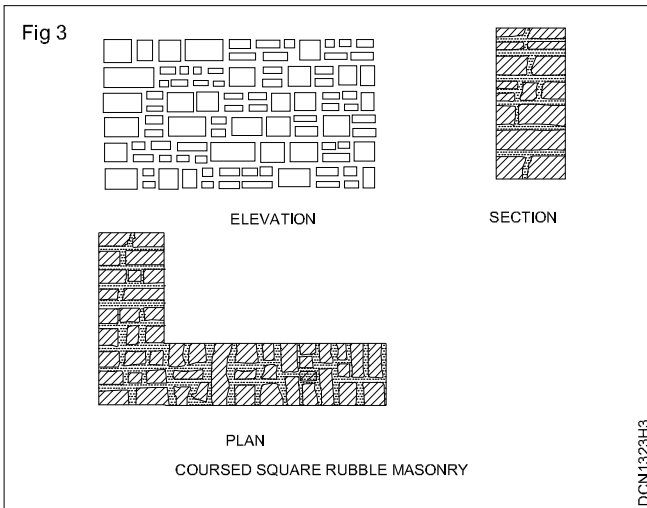 Fig 3
ELEVATION
SECTION
PLAN
COURSED SQUARE RUBBLE MASONRY
DCN1323H3